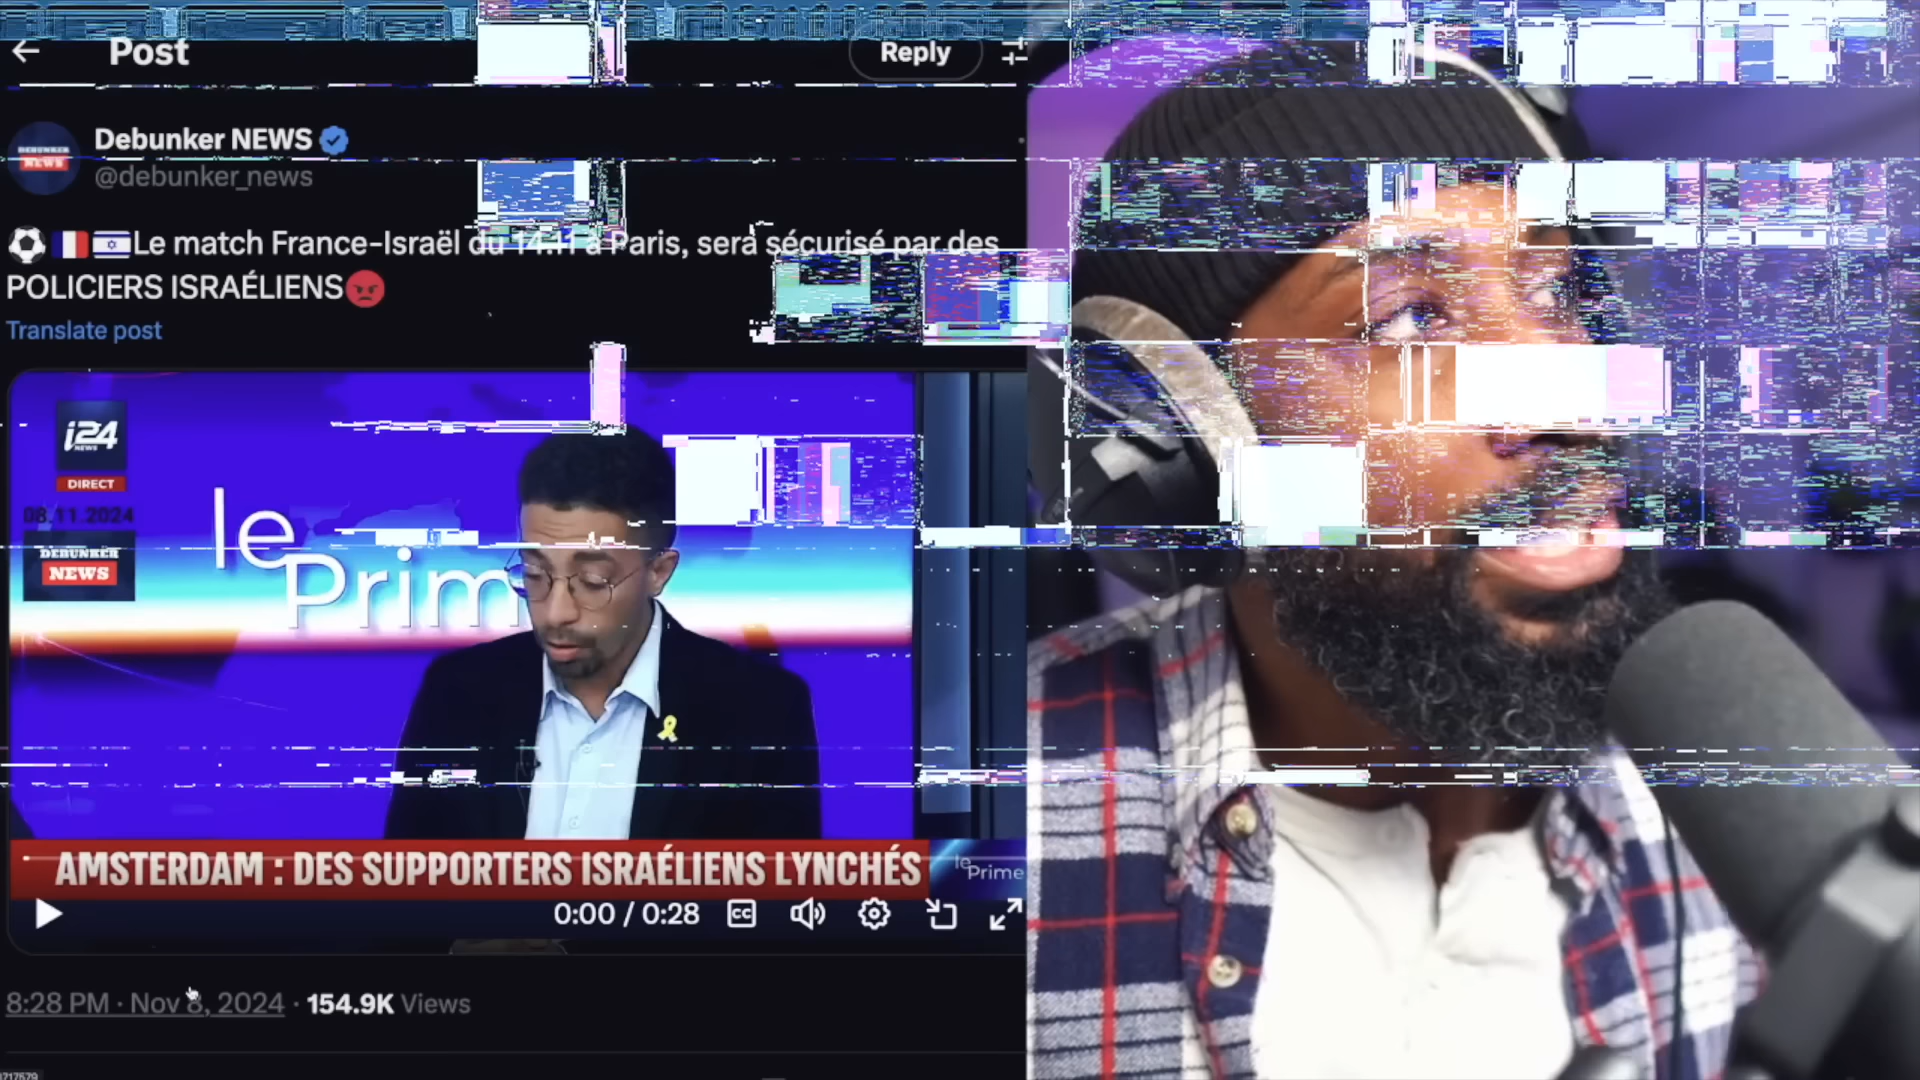 Post
Reply
Debunker NEWS
@debunker_news
Le match France-Israël du 14.11 à Paris, sera sécurisé par des
POLICIERS ISRAÉLIENS
Translate post
i24
NEWS
DIRECT
08.11.2024
DEBUNKER
NEWS
le
Prim
AMSTERDAM : DES SUPPORTERS ISRAÉLIENS LYNCHÉS
le
Prime
0:00 / 0:28
CC
8:28 PM · Nov 8, 2024 · 154.9K Views